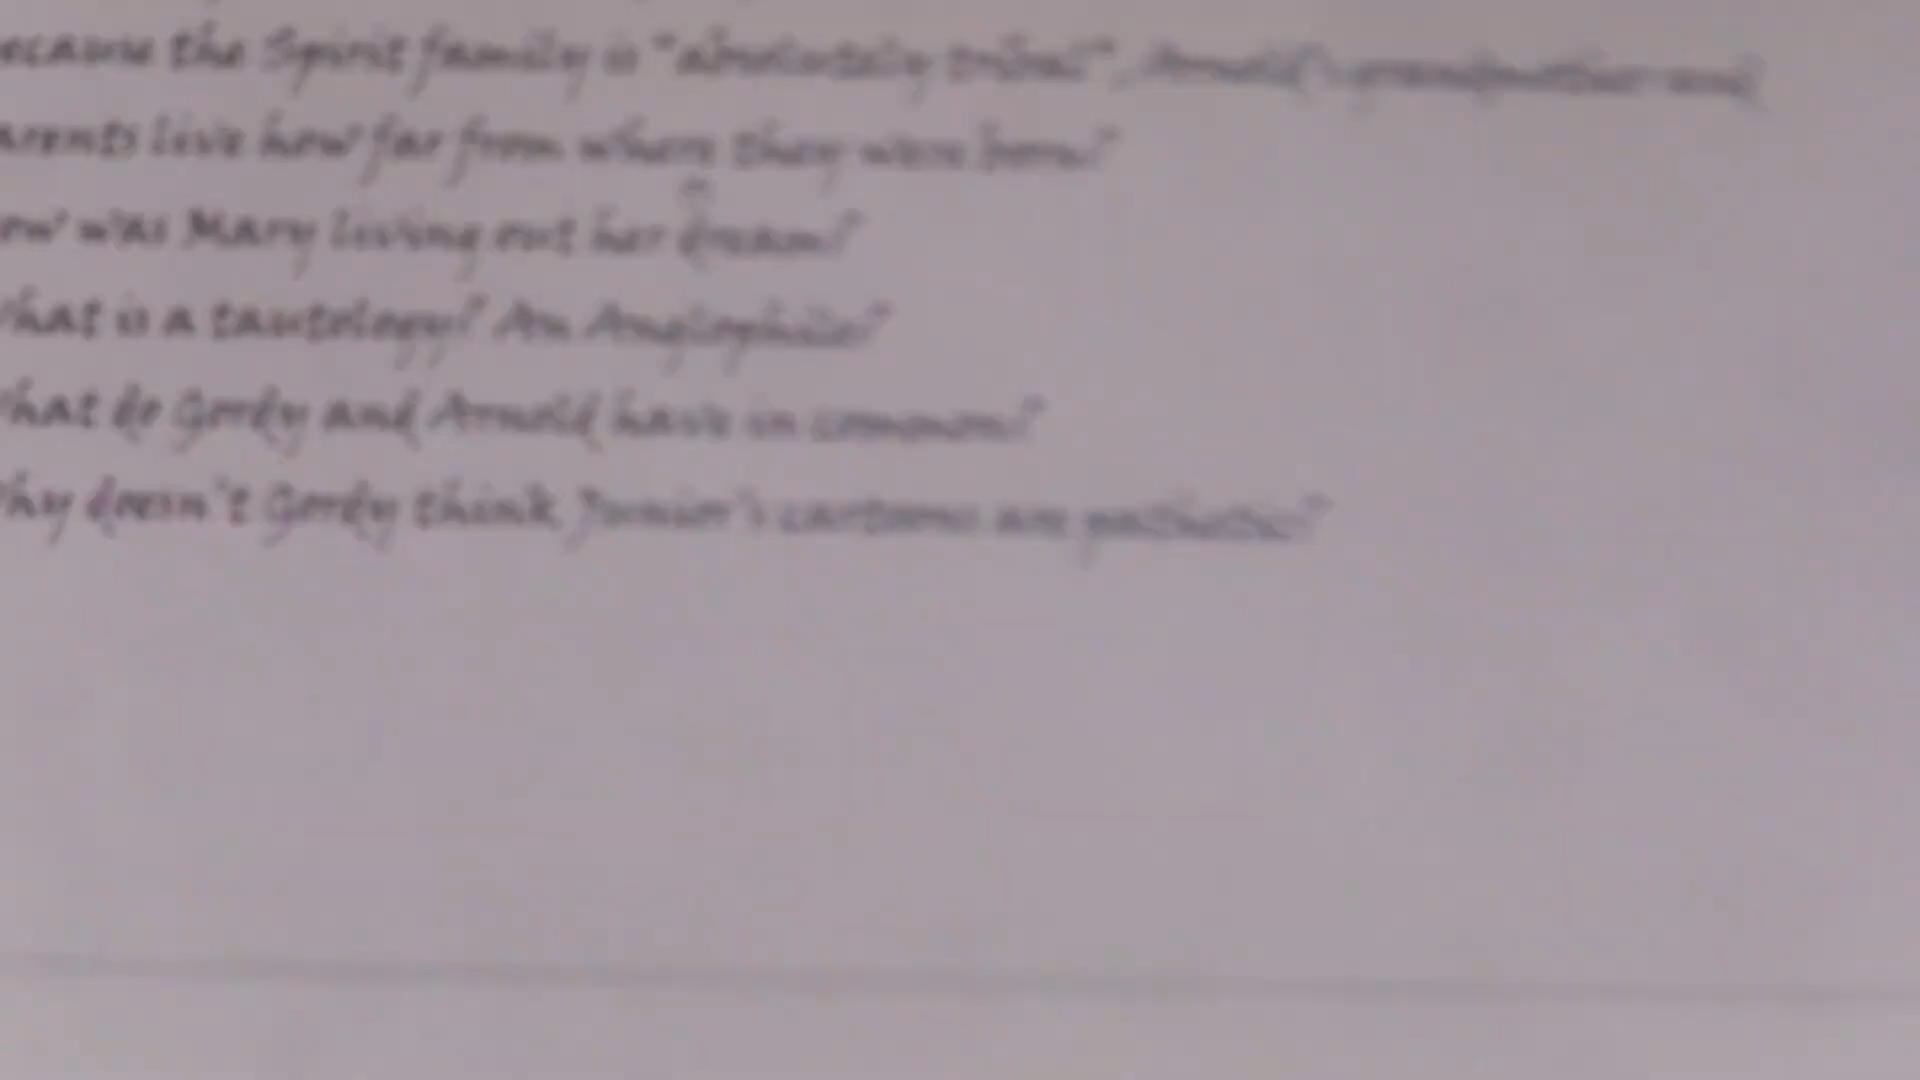 ecause the Spirit family is "absolutely tribal", Arnold's grandmother and
arents live how far from where they were born?
ow was Mary living out her dream?
hat is a tautology? An Anglophile?
hat do Gordy and Arnold have in common?
hy doesn't Gordy think Junior's cartoons are pathetic?